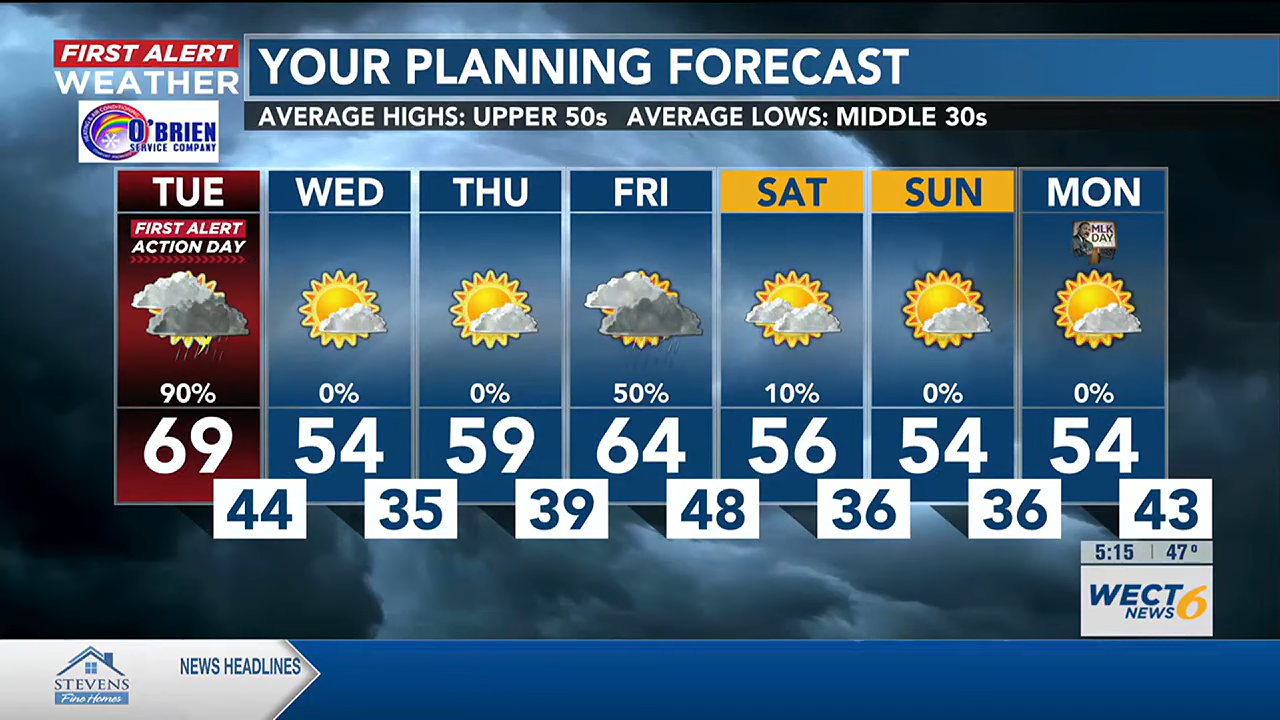 FIRST ALERT
WEATHER
O'BRIEN
SERVICE COMPANY
YOUR PLANNING FORECAST
AVERAGE HIGHS: UPPER 50s AVERAGE LOWS: MIDDLE 30s
TUE WED THU FRI SAT SUN MON
FIRST ALERT
ACTION DAY
MLK
DAY
90% 0% 0% 50% 10% 0% 0%
69 54 59 64 56 54 54
44 35 39 48 36 36 43
5:15 | 47°
WECT 6
NEWS
NEWS HEADLINES
STEVENS
Fine Homes